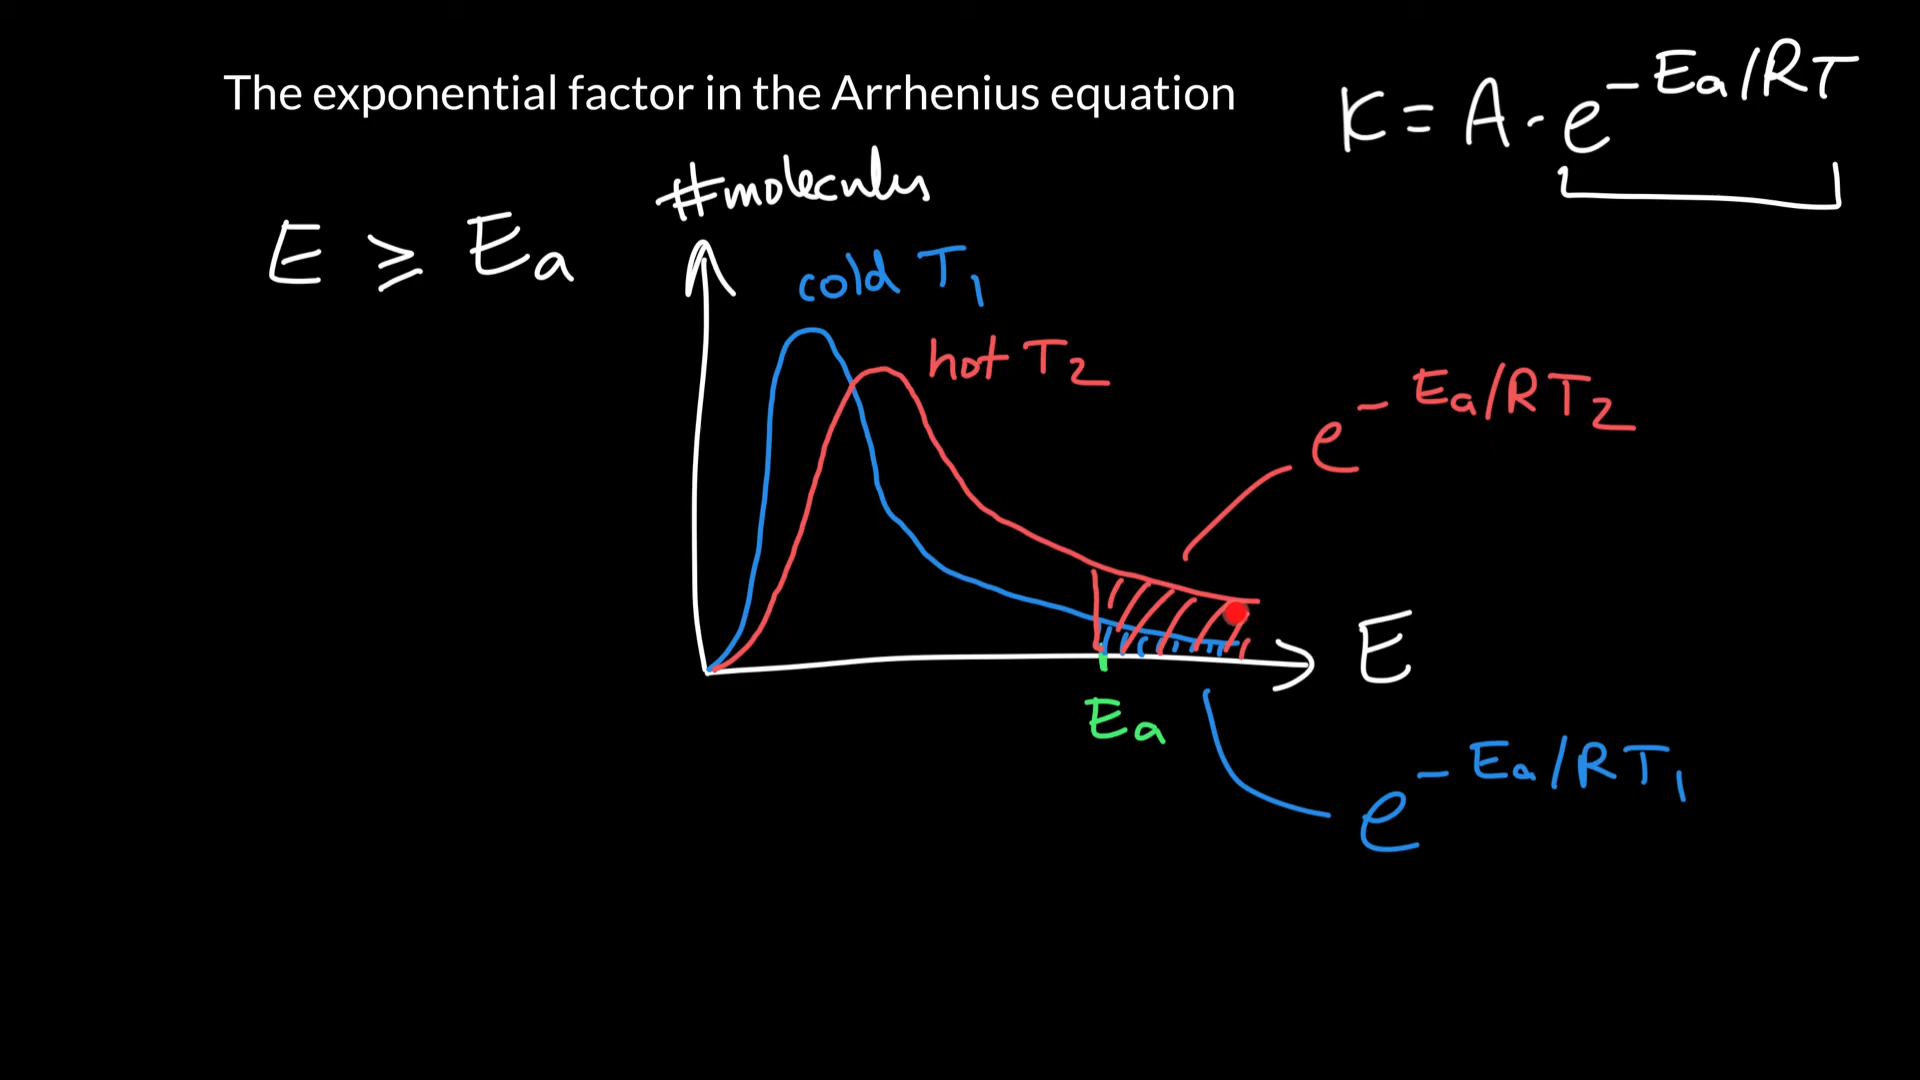 The exponential factor in the Arrhenius equation
K = A · e^-Ea/RT
#molecules
E ≥ Ea
cold T1
hot T2
e^-Ea/RT2
E
Ea
e^-Ea/RT1